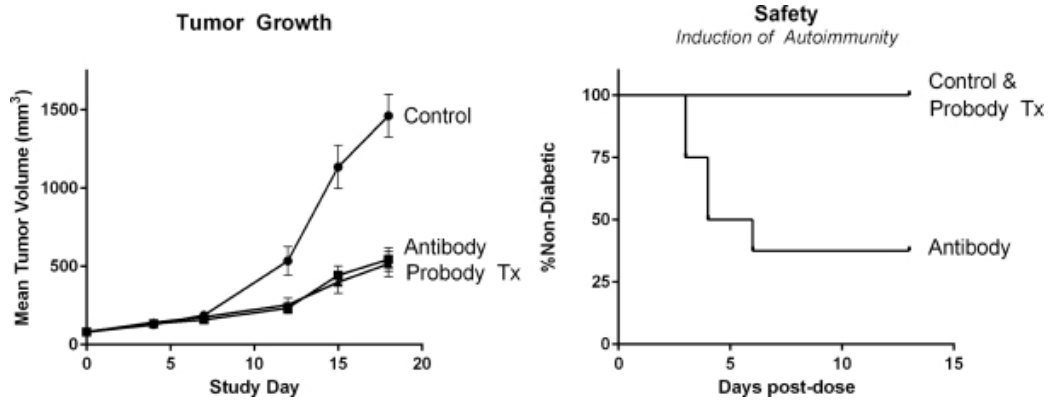 Tumor Growth
Mean Tumor Volume (mm³)
1500
1000
500
0
Control
Antibody
Probody Tx
0 5 10 15 20
Study Day
Safety
Induction of Autoimmunity
%Non-Diabetic
100
75
50
25
0
Control &
Probody Tx
Antibody
0 5 10 15
Days post-dose